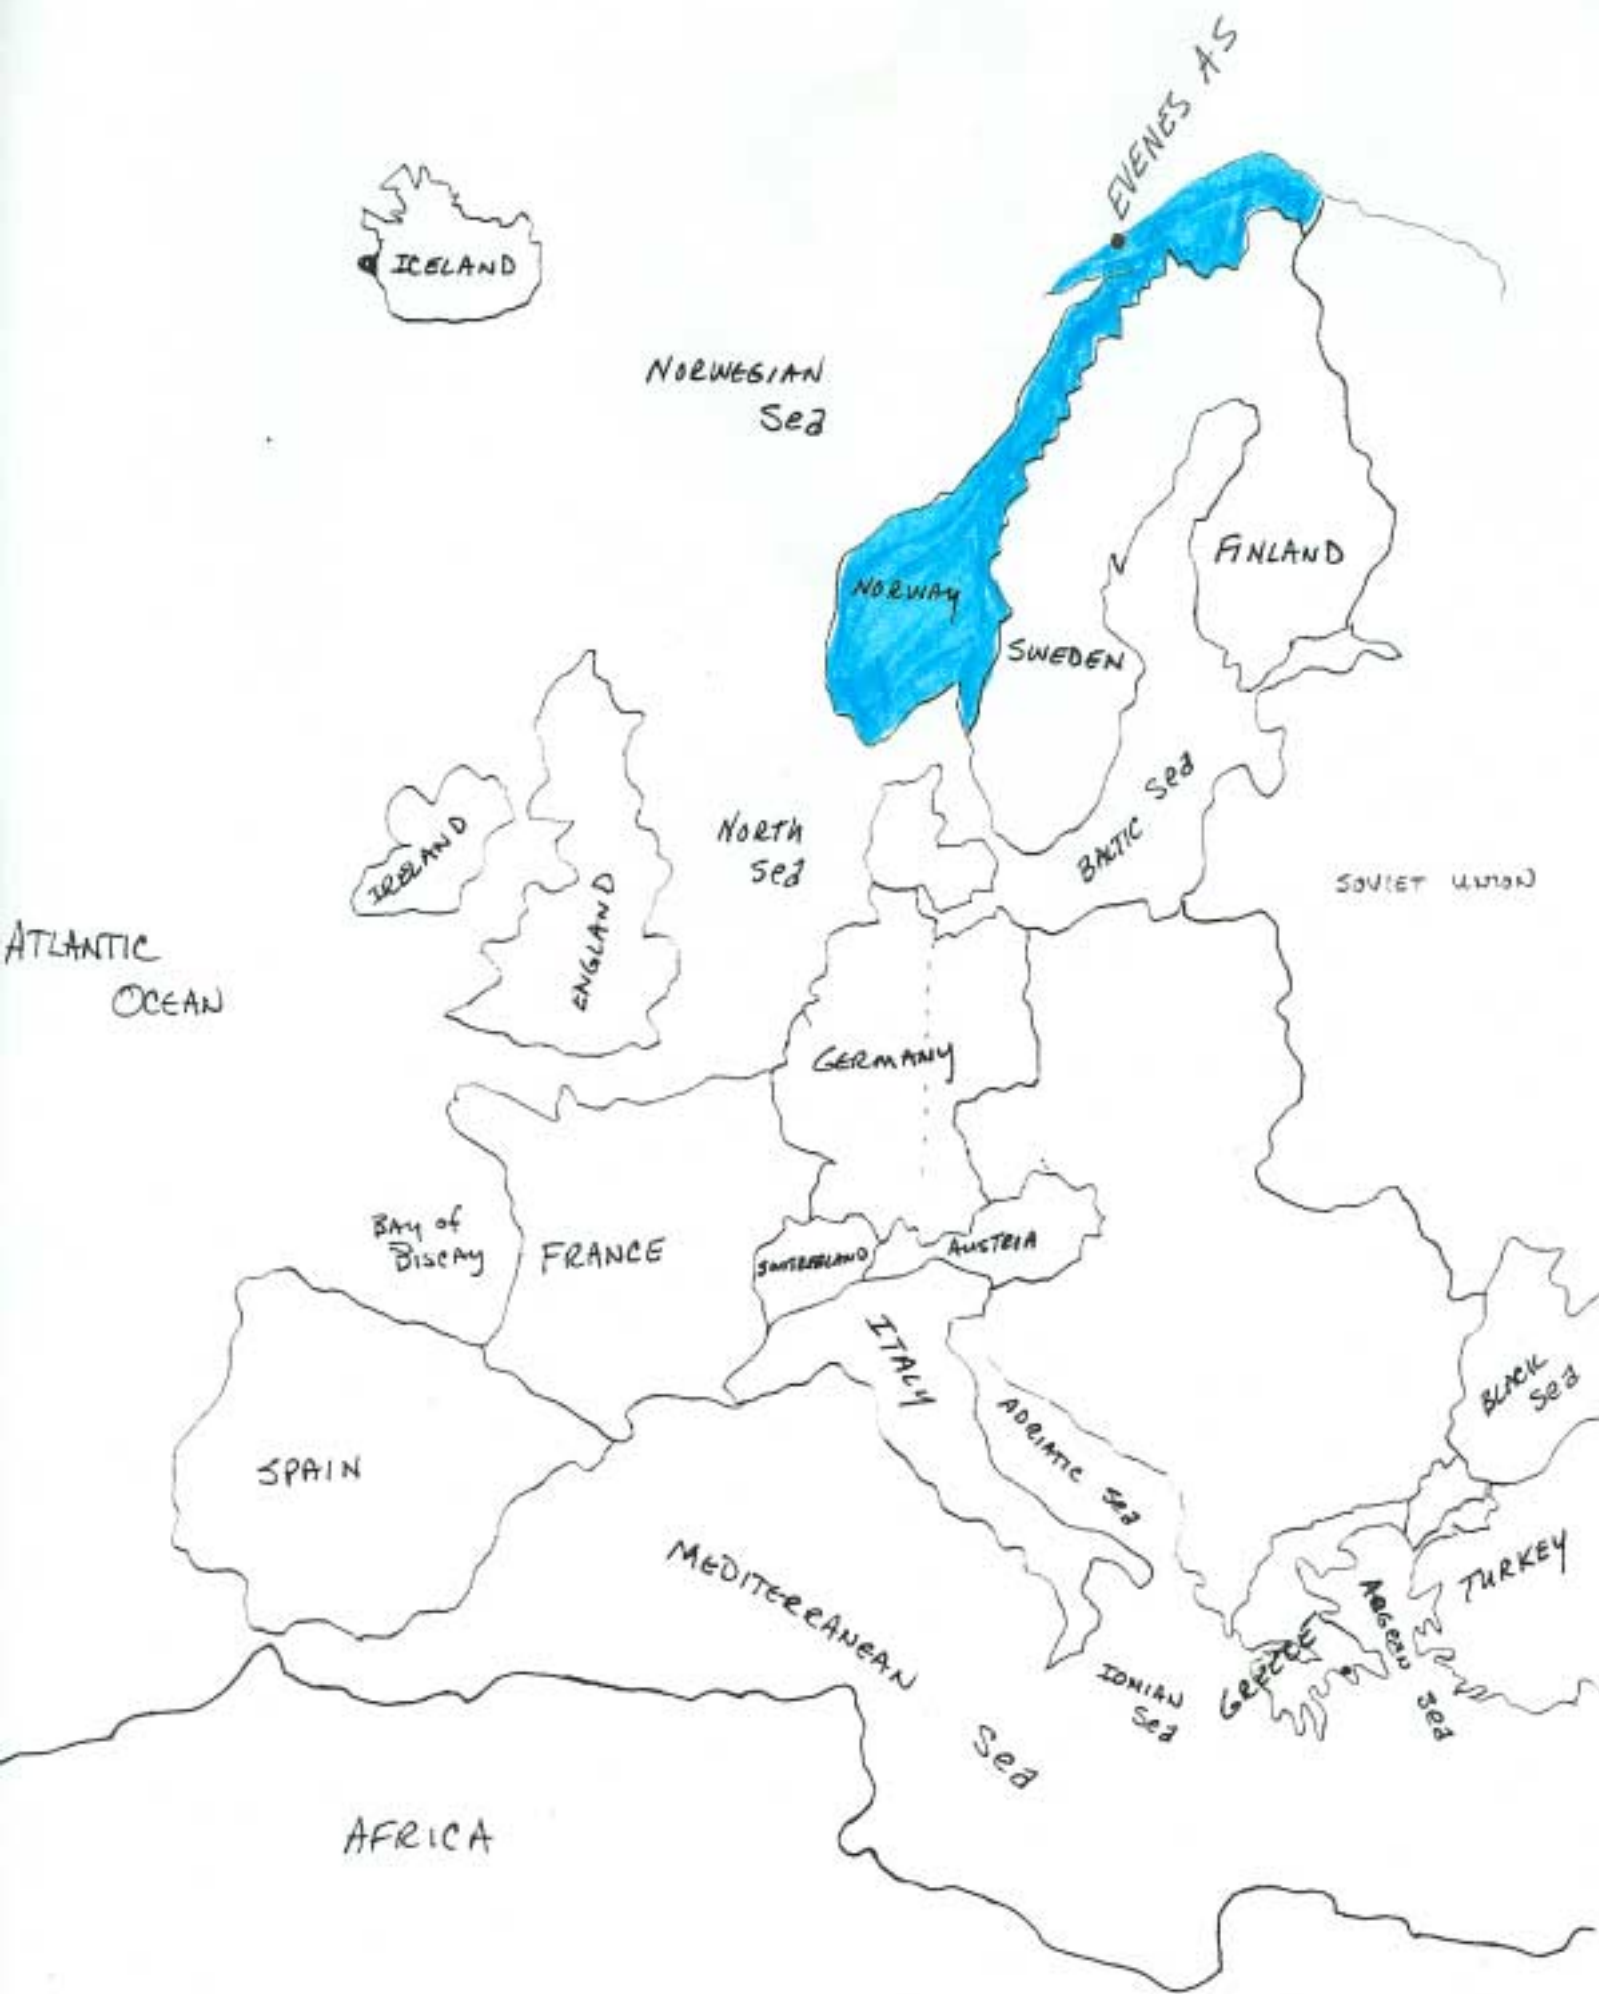 EVENES AS
ICELAND
NORWEGIAN
Sea
FINLAND
NORWAY
SWEDEN
Sea
BALTIC
NORTH
Sea
IRELAND
SOVIET UNION
ENGLAND
ATLANTIC
OCEAN
GERMANY
BAY of
BISCAY
FRANCE
SWITZERLAND
AUSTRIA
ITALY
BLACK
Sea
ADRIATIC Sea
SPAIN
MEDITERRANEAN
Sea
TURKEY
AEGEAN
Sea
IONIAN
Sea
AFRICA